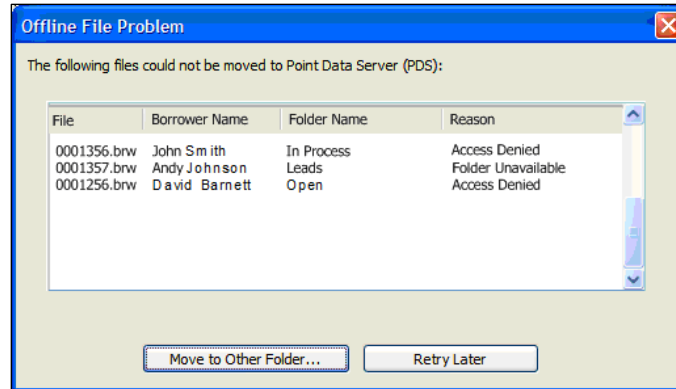 Offline File Problem
The following files could not be moved to Point Data Server (PDS):
File Borrower Name Folder Name Reason
0001356.brw John Smith In Process Access Denied
0001357.brw Andy Johnson Leads Folder Unavailable
0001256.brw David Barnett Open Access Denied
Move to Other Folder... Retry Later